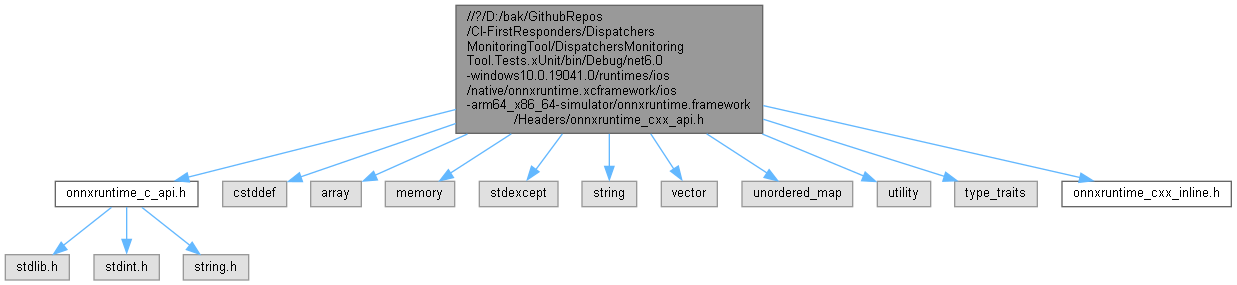 //?/D:/bak/GithubRepos
/CI-FirstResponders/Dispatchers
MonitoringTool/DispatchersMonitoring
Tool.Tests.xUnit/bin/Debug/net6.0
-windows10.0.19041.0/runtimes/ios
/native/onnxruntime.xcframework/ios
-arm64_x86_64-simulator/onnxruntime.framework
/Headers/onnxruntime_cxx_api.h
onnxruntime_c_api.h
cstddef
array
memory
stdexcept
string
vector
unordered_map
utility
type_traits
onnxruntime_cxx_inline.h
stdlib.h
stdint.h
string.h